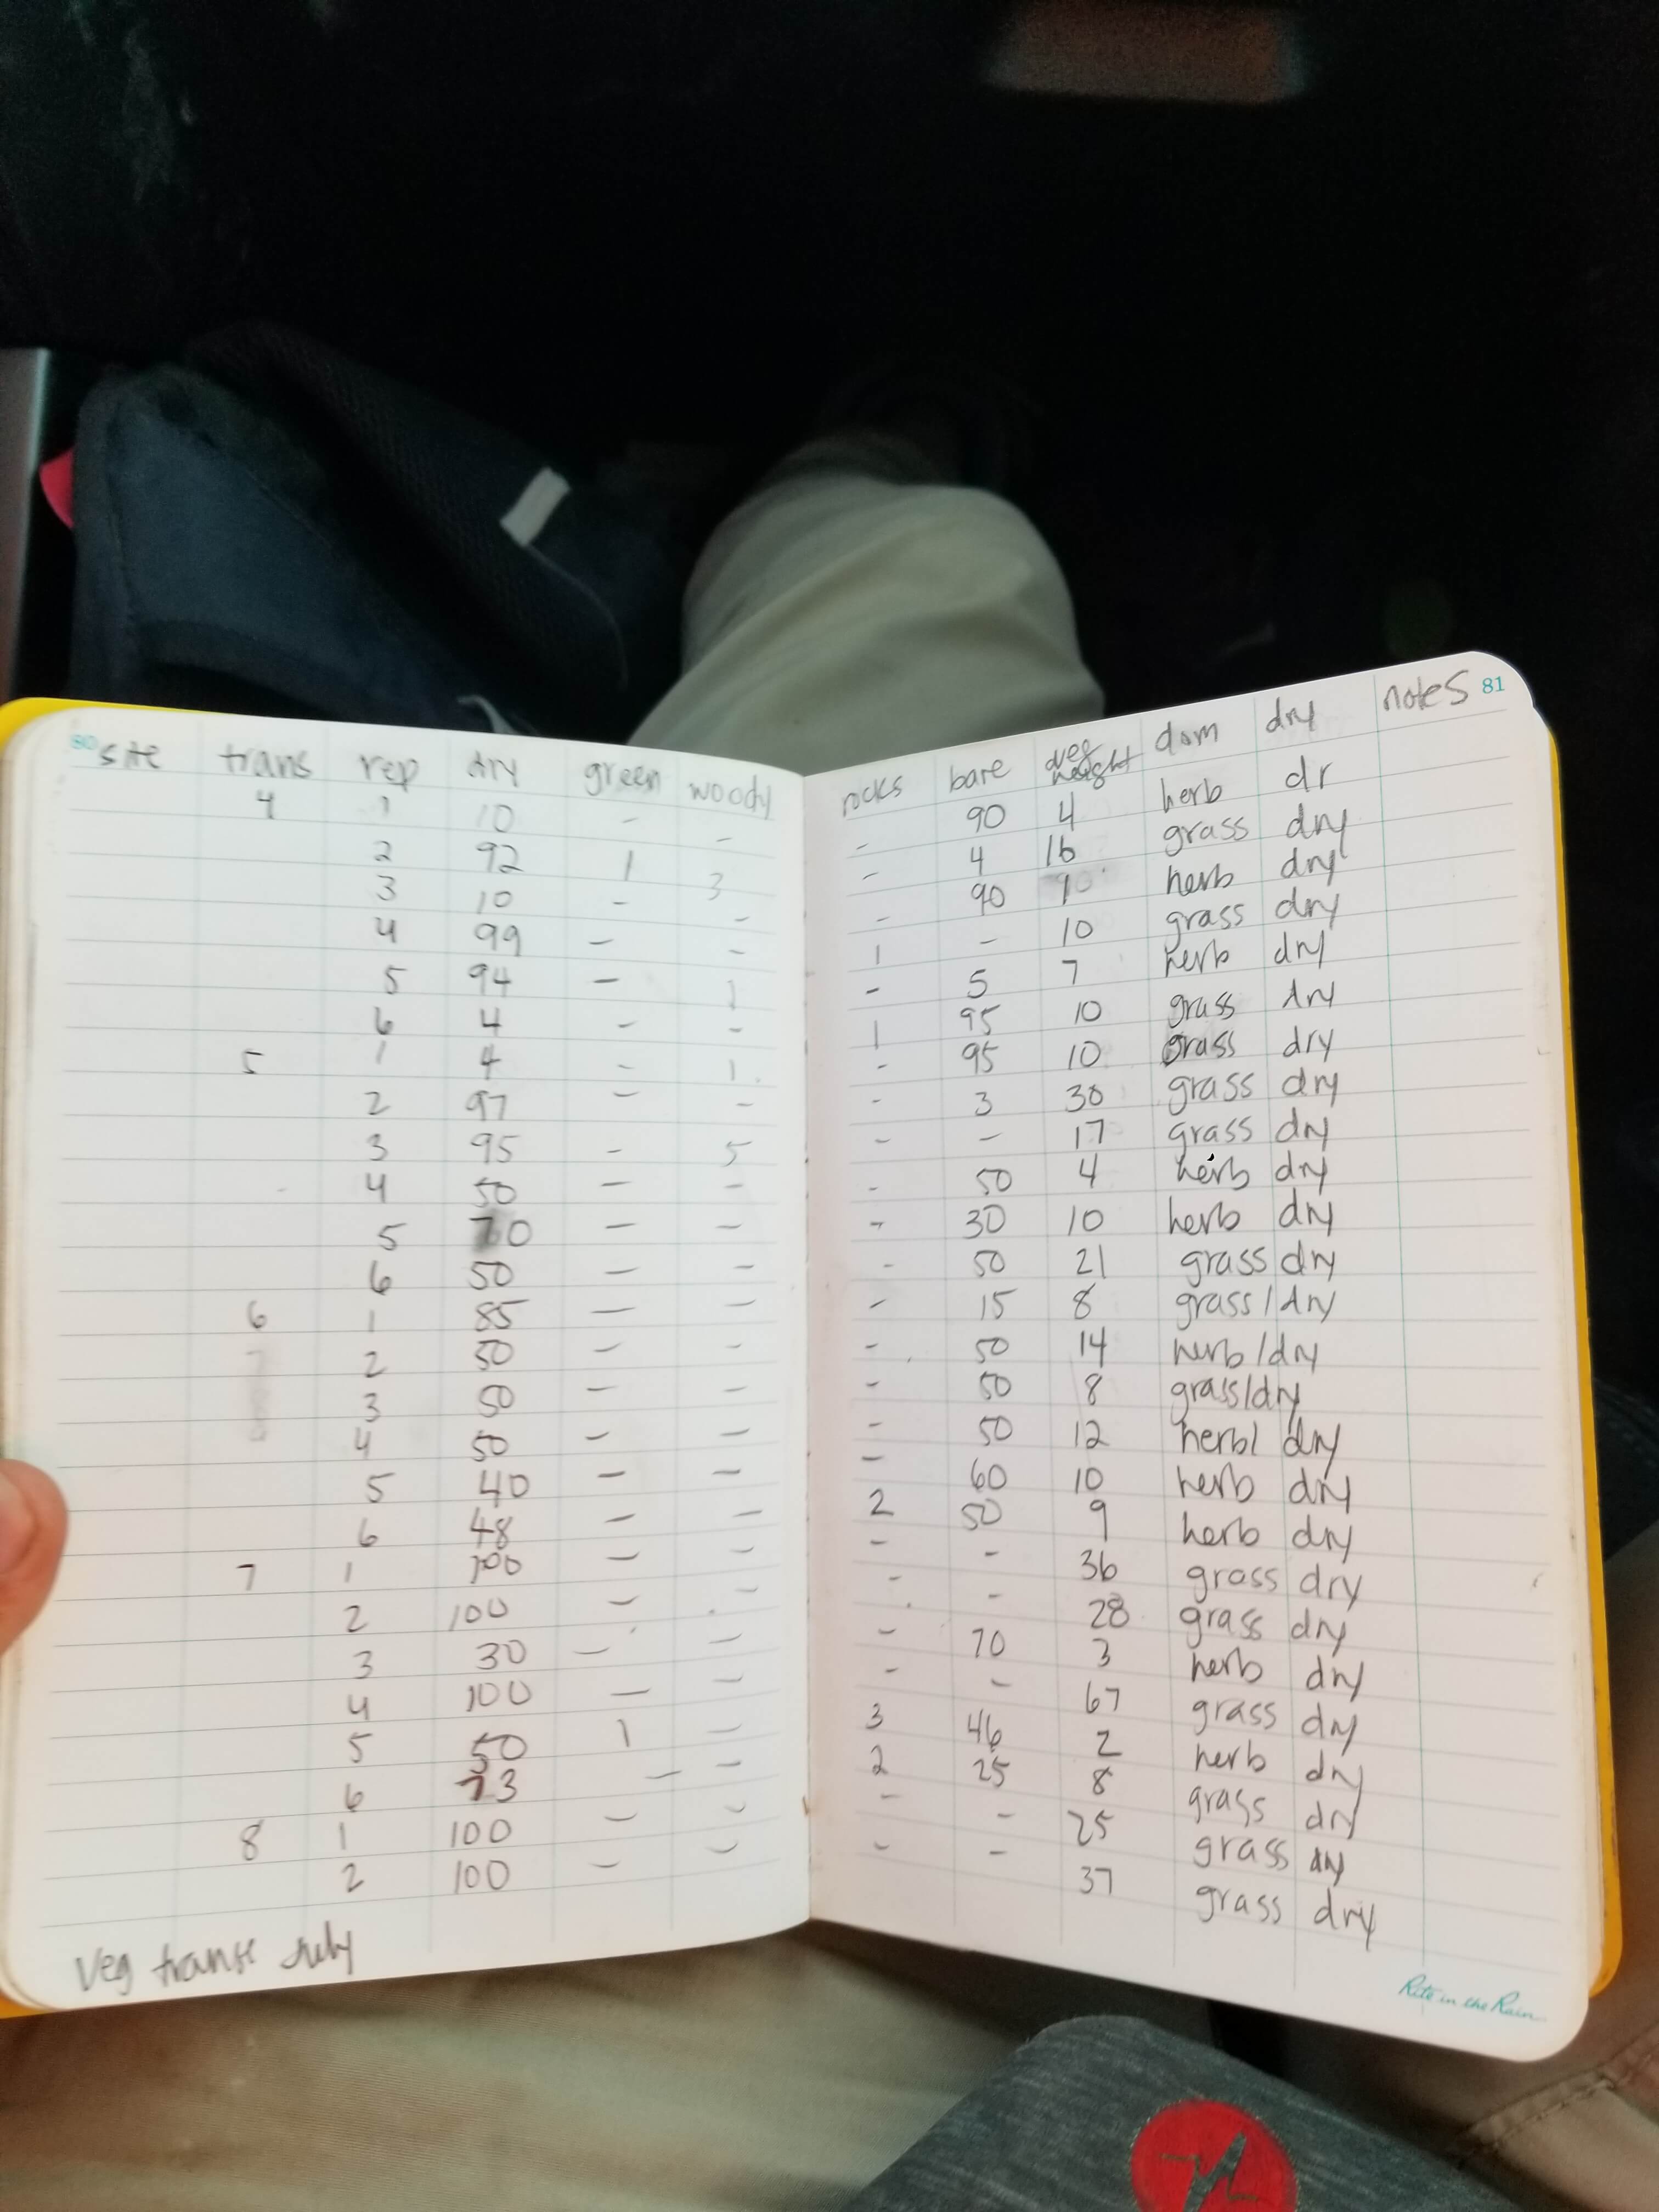 80 site trans rep dry green woody rocks bare veg height dom dry notes 81
4 1 10 - - - 90 4 herb dr
2 92 1 3 - 4 16 grass dry
3 10 - - - 90 herb dry
4 99 - - 1 - 10 grass dry
5 94 - 1 - 5 7 herb dry
6 4 - - 1 95 10 grass dry
5 1 4 - 1 - 95 10 grass dry
2 97 - - - 3 30 grass dry
3 95 - 5 - - 17 grass dry
4 50 - - - 50 4 herb dry
5 70 - - - 30 10 herb dry
6 50 - - - 50 21 grass dry
6 1 85 - - - 15 8 grass / dry
2 50 - - - 50 14 herb / dry
3 50 - - - 50 8 grass/dry
4 50 - - - 50 12 herb/ dry
5 40 - - - 60 10 herb dry
6 48 - - 2 50 9 herb dry
7 1 100 - - - - 36 grass dry
2 100 - - - - 28 grass dry
3 30 - - - 70 3 herb dry
4 100 - - - - 67 grass dry
5 50 1 - 3 46 2 herb dry
6 73 - - 2 25 8 grass dry
8 1 100 - - - - 25 grass dry
2 100 - - - - 37 grass dry
Veg transe July
Rite in the Rain